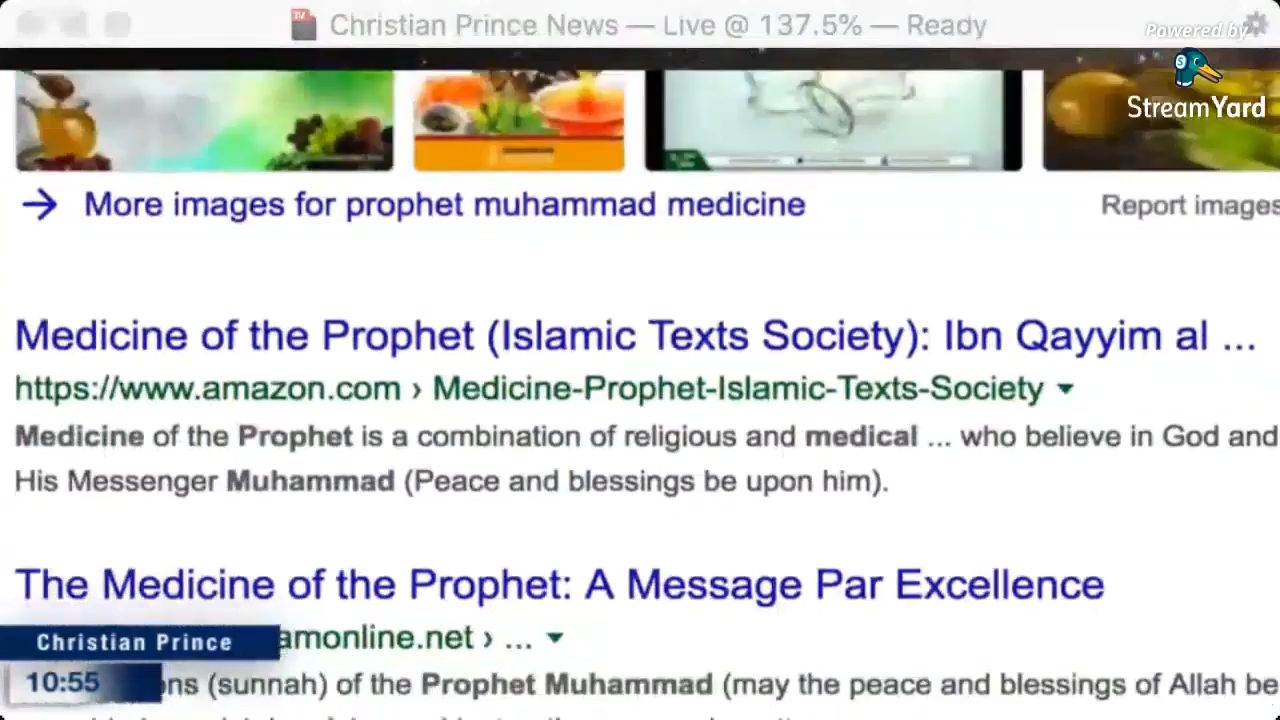 Christian Prince News — Live @ 137.5% — Ready
Powered by
StreamYard
→ More images for prophet muhammad medicine
Report images
Medicine of the Prophet (Islamic Texts Society): Ibn Qayyim al ...
https://www.amazon.com › Medicine-Prophet-Islamic-Texts-Society
Medicine of the Prophet is a combination of religious and medical ... who believe in God and
His Messenger Muhammad (Peace and blessings be upon him).
The Medicine of the Prophet: A Message Par Excellence
Christian Prince
amonline.net › ...
10:55
ons (sunnah) of the Prophet Muhammad (may the peace and blessings of Allah be